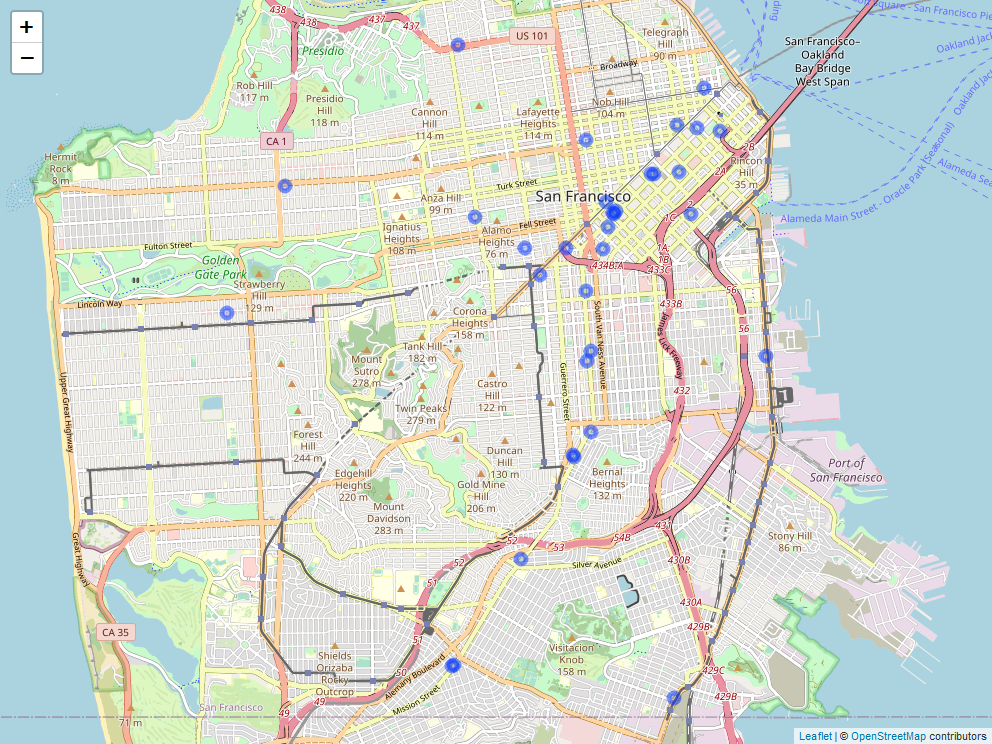 +
−
438
438
437
437
437
US 101
Presidio
Telegraph
Hill
90 m
San Francisco–
Oakland
Bay Bridge
West Span
Broadway
Rob Hill
117 m
Presidio
Hill
118 m
Cannon
Hill
114 m
Lafayette
Heights
114 m
Nob Hill
104 m
CA 1
2B
Hermit
Rock
8 m
2A
Rincon
Hill
35 m
Turk Street
San Francisco
Anza Hill
99 m
2
1C
Alameda Main Street - Oracle Park (Seasonal)
Oakland Jack
Ignatius
Heights
108 m
Alamo
Heights
76 m
Fell Street
Fulton Street
1A;
1B
434B-A
433C
Golden
Gate Park
Strawberry
Hill
129 m
56
Lincoln Way
433B
Corona
Heights
158 m
South Van Ness Avenue
James Lick Freeway
56
Tank Hill
182 m
Mount
Sutro
278 m
Guerrero Street
Castro
Hill
122 m
432
Upper Great Highway
Twin Peaks
279 m
Forest
Hill
244 m
Duncan
Hill
130 m
Port of
San Francisco
Edgehill
Heights
220 m
Gold Mine
Hill
206 m
Bernal
Heights
132 m
Mount
Davidson
283 m
431
Stony Hill
86 m
Great Highway
52
53
54B
52
Silver Avenue
430B
51
430A
CA 35
51
429B
Visitacion
Knob
158 m
Shields
Orizaba
Rocky
Outcrop
50
Alemany Boulevard
429C
49
Mission Street
429B
San Francisco
49
71 m
Leaflet | © OpenStreetMap contributors